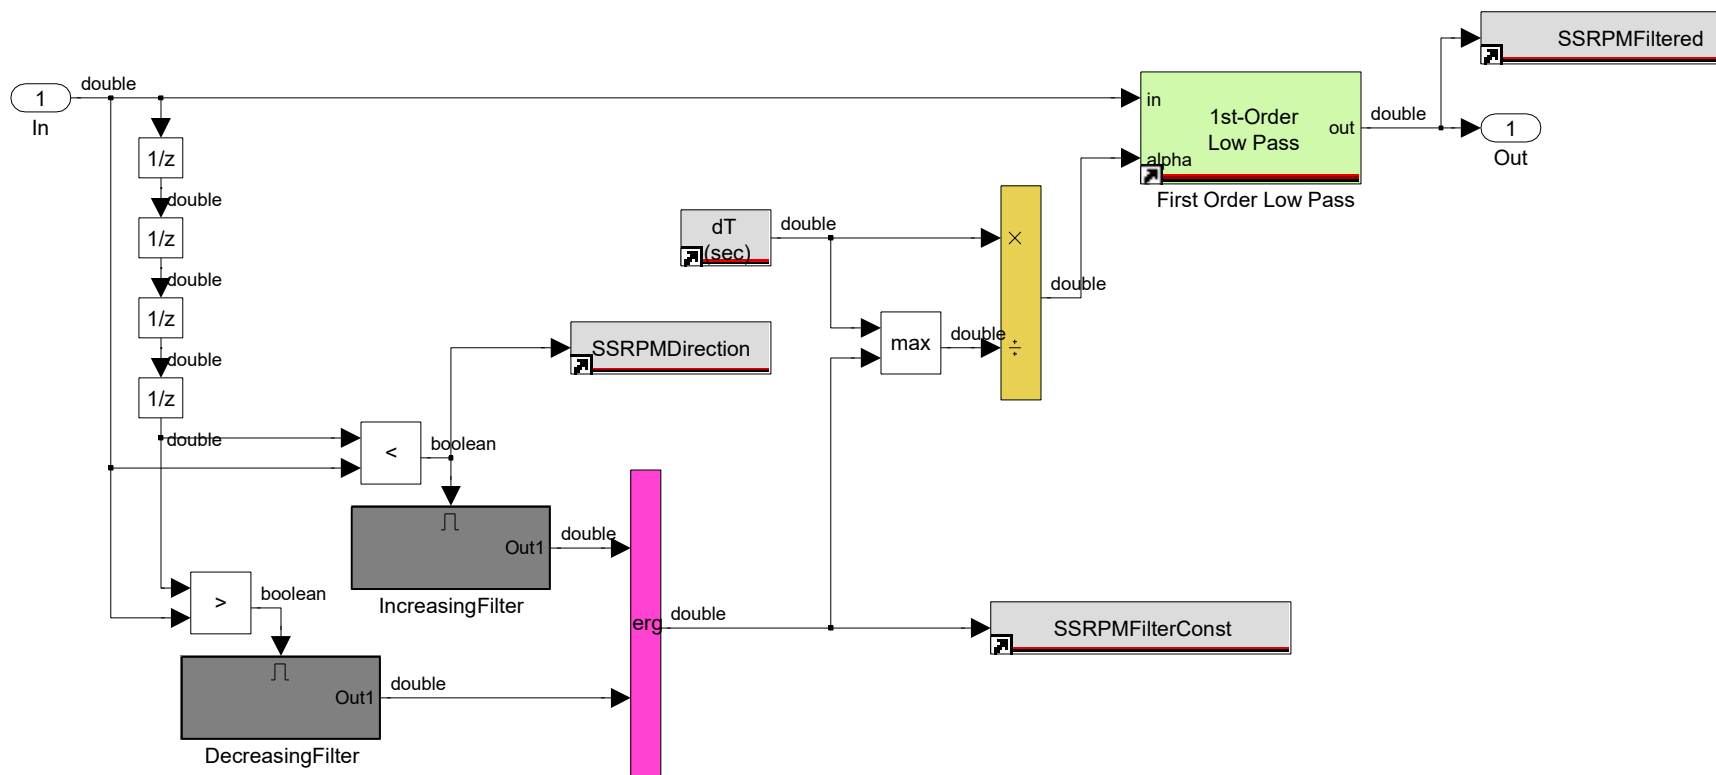 SSRPMFiltered
double
1
In
in
1st-Order
Low Pass
out
double
1
Out
alpha
First Order Low Pass
1/z
double
1/z
double
1/z
double
1/z
double
dT
(sec)
double
×
double
max
double
÷
SSRPMDirection
<
boolean
Out1
double
IncreasingFilter
>
boolean
Out1
double
DecreasingFilter
erg
double
SSRPMFilterConst